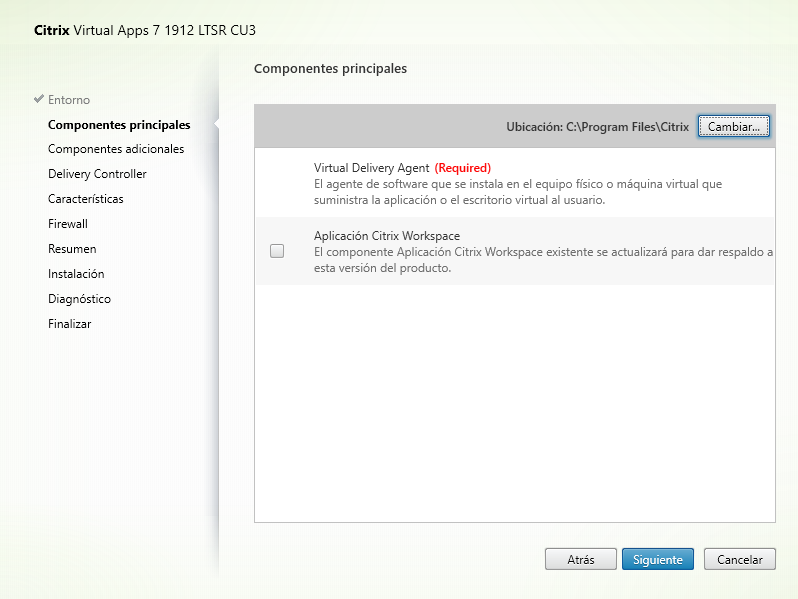 Citrix Virtual Apps 7 1912 LTSR CU3
Entorno
Componentes principales
Componentes adicionales
Delivery Controller
Características
Firewall
Resumen
Instalación
Diagnóstico
Finalizar
Componentes principales
Ubicación: C:\Program Files\Citrix
Cambiar...
Virtual Delivery Agent (Required)
El agente de software que se instala en el equipo físico o máquina virtual que
suministra la aplicación o el escritorio virtual al usuario.
Aplicación Citrix Workspace
El componente Aplicación Citrix Workspace existente se actualizará para dar respaldo a
esta versión del producto.
Atrás
Siguiente
Cancelar